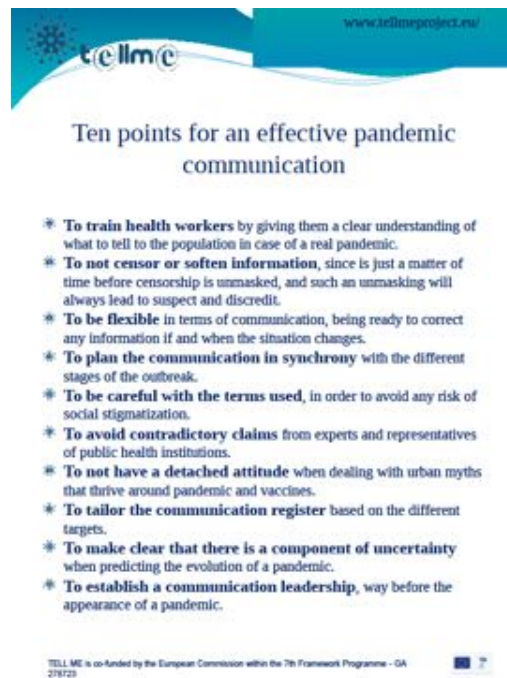 www.tellmeproject.eu/
tellme
Ten points for an effective pandemic
communication
To train health workers by giving them a clear understanding of
what to tell to the population in case of a real pandemic.
To not censor or soften information, since is just a matter of
time before censorship is unmasked, and such an unmasking will
always lead to suspect and discredit.
To be flexible in terms of communication, being ready to correct
any information if and when the situation changes.
To plan the communication in synchrony with the different
stages of the outbreak.
To be careful with the terms used, in order to avoid any risk of
social stigmatization.
To avoid contradictory claims from experts and representatives
of public health institutions.
To not have a detached attitude when dealing with urban myths
that thrive around pandemic and vaccines.
To tailor the communication register based on the different
targets.
To make clear that there is a component of uncertainty
when predicting the evolution of a pandemic.
To establish a communication leadership, way before the
appearance of a pandemic.
TELL ME is co-funded by the European Commission within the 7th Framework Programme - GA
278723